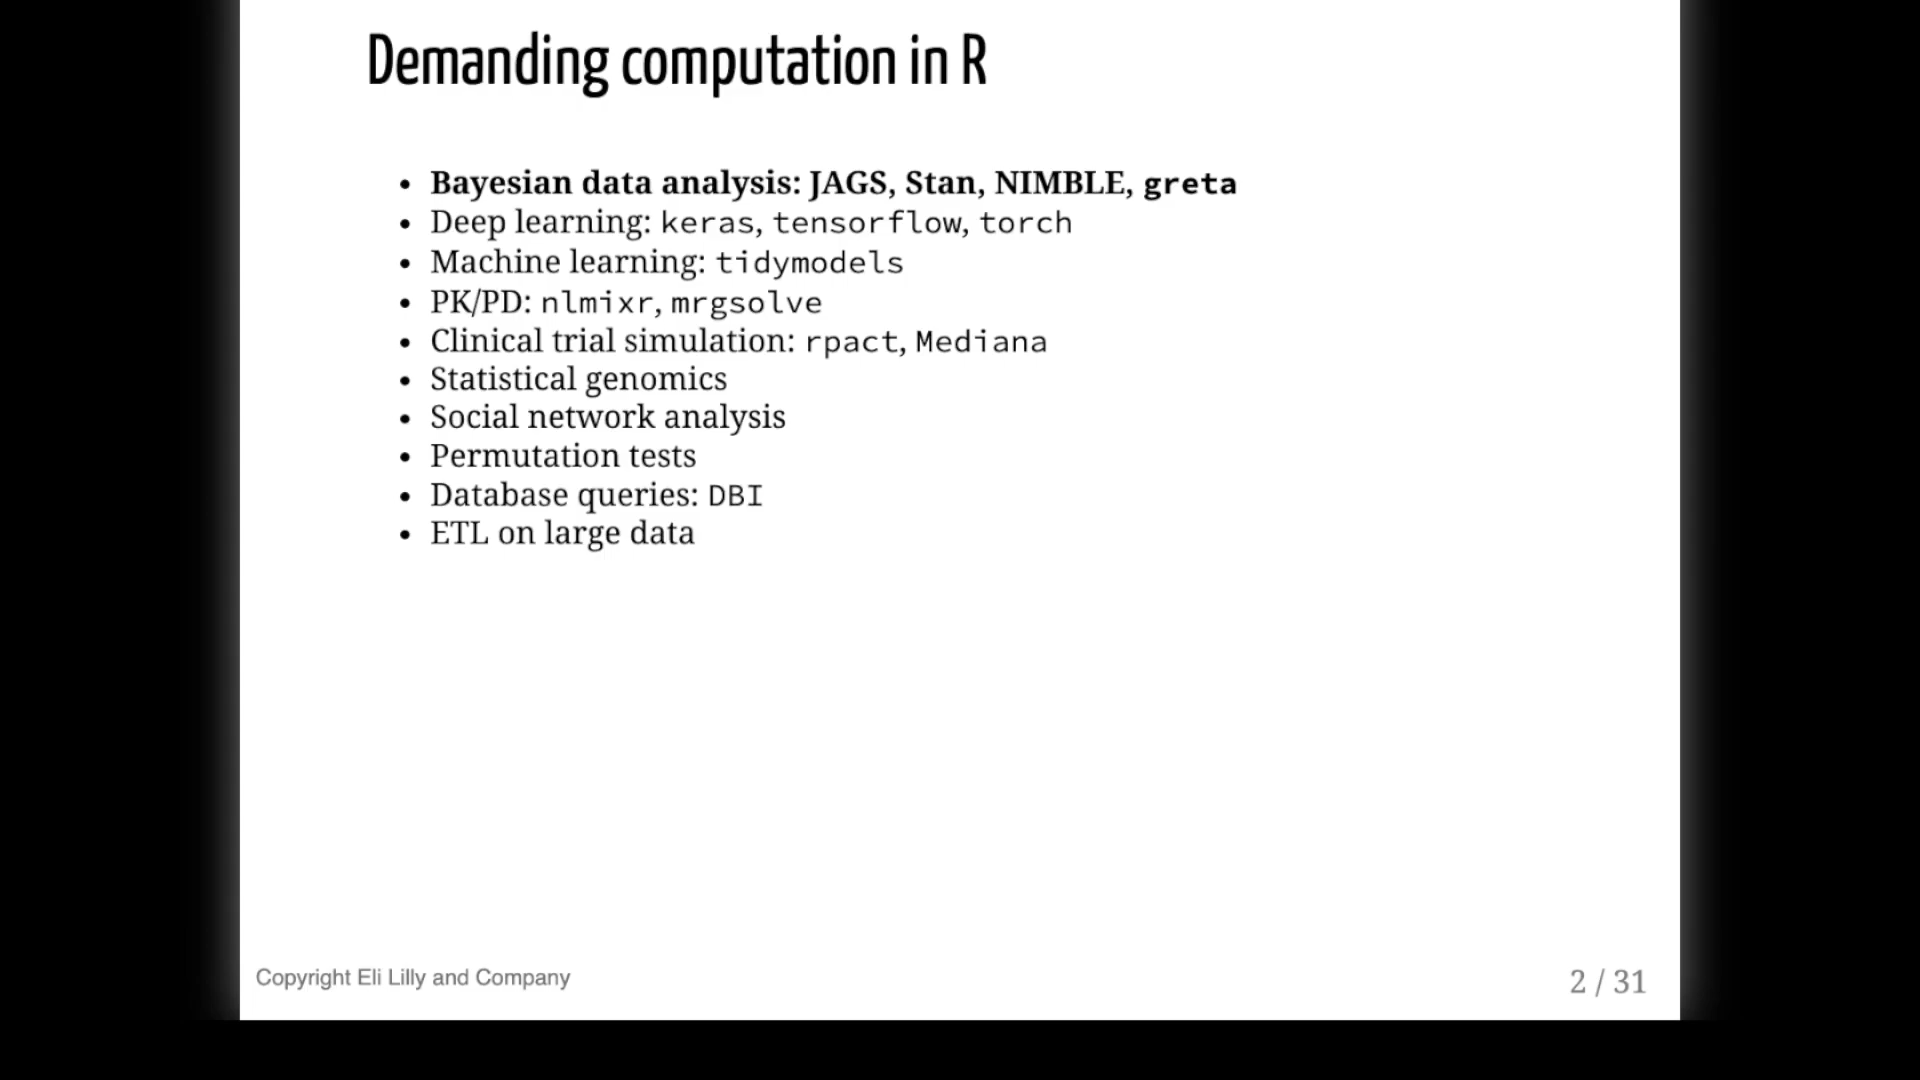 Demanding computation in R
• Bayesian data analysis: JAGS, Stan, NIMBLE, greta
• Deep learning: keras, tensorflow, torch
• Machine learning: tidymodels
• PK/PD: nlmixr, mrgsolve
• Clinical trial simulation: rpact, Mediana
• Statistical genomics
• Social network analysis
• Permutation tests
• Database queries: DBI
• ETL on large data
Copyright Eli Lilly and Company
2 / 31